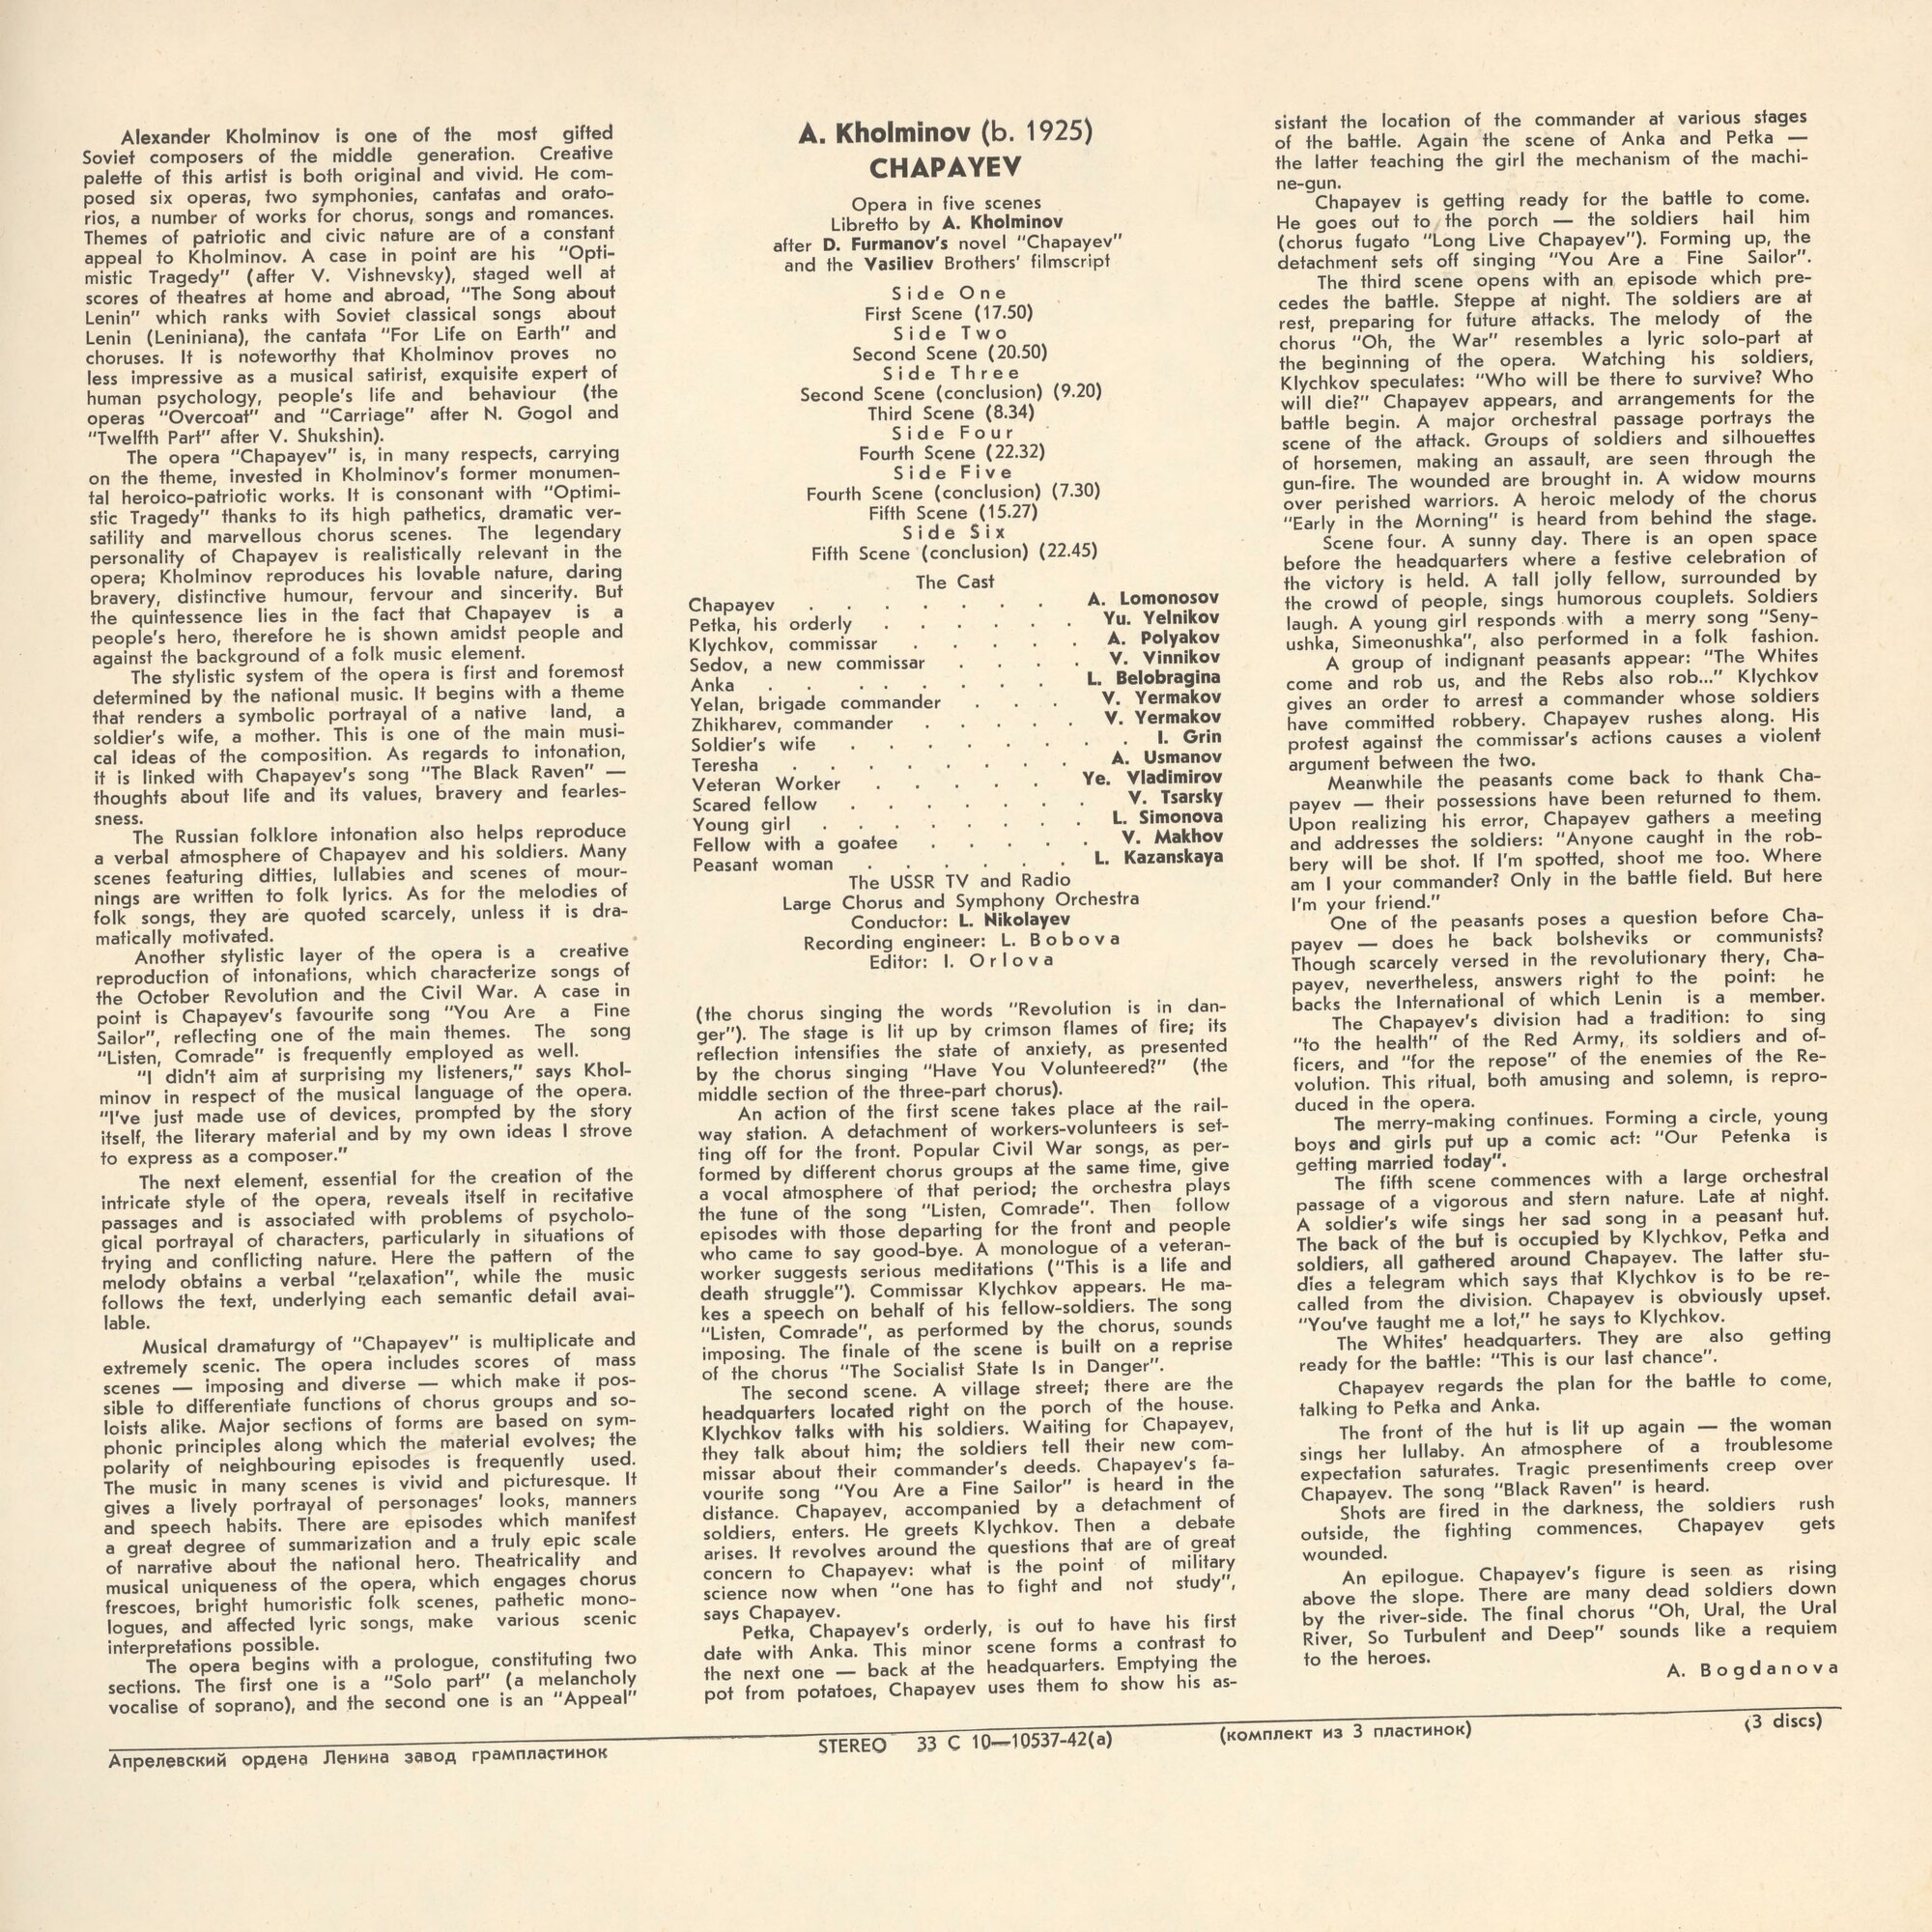 Alexander Kholminov is one of the most gifted
Soviet composers of the middle generation. Creative
palette of this artist is both original and vivid. He com-
posed six operas, two symphonies, cantatas and orato-
rios, a number of works for chorus, songs and romances.
Themes of patriotic and civic nature are of a constant
appeal to Kholminov. A case in point are his "Opti-
mistic Tragedy" (after V. Vishnevsky), staged well at
scores of theatres at home and abroad, "The Song about
Lenin" which ranks with Soviet classical songs about
Lenin (Leniniana), the cantata "For Life on Earth" and
choruses. It is noteworthy that Kholminov proves no
less impressive as a musical satirist, exquisite expert of
human psychology, people's life and behaviour (the
operas "Overcoat" and "Carriage" after N. Gogol and
"Twelfth Part" after V. Shukshin).
The opera "Chapayev" is, in many respects, carrying
on the theme, invested in Kholminov's former monumen-
tal heroico-patriotic works. It is consonant with "Optimi-
stic Tragedy" thanks to its high pathetics, dramatic ver-
satility and marvellous chorus scenes. The legendary
personality of Chapayev is realistically relevant in the
opera; Kholminov reproduces his lovable nature, daring
bravery, distinctive humour, fervour and sincerity. But
the quintessence lies in the fact that Chapayev is a
people's hero, therefore he is shown amidst people and
against the background of a folk music element.
The stylistic system of the opera is first and foremost
determined by the national music. It begins with a theme
that renders a symbolic portrayal of a native land, a
soldier's wife, a mother. This is one of the main musi-
cal ideas of the composition. As regards to intonation,
it is linked with Chapayev's song "The Black Raven" —
thoughts about life and its values, bravery and fearles-
sness.
The Russian folklore intonation also helps reproduce
a verbal atmosphere of Chapayev and his soldiers. Many
scenes featuring ditties, lullabies and scenes of mour-
nings are written to folk lyrics. As for the melodies of
folk songs, they are quoted scarcely, unless it is dra-
matically motivated.
Another stylistic layer of the opera is a creative
reproduction of intonations, which characterize songs of
the October Revolution and the Civil War. A case in
point is Chapayev's favourite song "You Are a Fine
Sailor", reflecting one of the main themes. The song
"Listen, Comrade" is frequently employed as well.
"I didn't aim at surprising my listeners," says Khol-
minov in respect of the musical language of the opera.
"I've just made use of devices, prompted by the story
itself, the literary material and by my own ideas I strove
to express as a composer."
The next element, essential for the creation of the
intricate style of the opera, reveals itself in recitative
passages and is associated with problems of psycholo-
gical portrayal of characters, particularly in situations of
trying and conflicting nature. Here the pattern of the
melody obtains a verbal "relaxation", while the music
follows the text, underlying each semantic detail avai-
lable.
Musical dramaturgy of "Chapayev" is multiplicate and
extremely scenic. The opera includes scores of mass
scenes — imposing and diverse — which make it pos-
sible to differentiate functions of chorus groups and so-
loists alike. Major sections of forms are based on sym-
phonic principles along which the material evolves; the
polarity of neighbouring episodes is frequently used.
The music in many scenes is vivid and picturesque. It
gives a lively portrayal of personages' looks, manners
and speech habits. There are episodes which manifest
a great degree of summarization and a truly epic scale
of narrative about the national hero. Theatricality and
musical uniqueness of the opera, which engages chorus
frescoes, bright humoristic folk scenes, pathetic mono-
logues, and affected lyric songs, make various scenic
interpretations possible.
The opera begins with a prologue, constituting two
sections. The first one is a "Solo part" (a melancholy
vocalise of soprano), and the second one is an "Appeal"
A. Kholminov (b. 1925)
CHAPAYEV
Opera in five scenes
Libretto by A. Kholminov
after D. Furmanov's novel "Chapayev"
and the Vasiliev Brothers' filmscript
Side One
First Scene (17.50)
Side Two
Second Scene (20.50)
Side Three
Second Scene (conclusion) (9.20)
Third Scene (8.34)
Side Four
Fourth Scene (22.32)
Side Five
Fourth Scene (conclusion) (7.30)
Fifth Scene (15.27)
Side Six
Fifth Scene (conclusion) (22.45)
The Cast
Chapayev . . . . . . . A. Lomonosov
Petka, his orderly . . . . . . Yu. Yelnikov
Klychkov, commissar . . . . . A. Polyakov
Sedov, a new commissar . . . . V. Vinnikov
Anka . . . . . . . . L. Belobragina
Yelan, brigade commander . . . V. Yermakov
Zhikharev, commander . . . . . V. Yermakov
Soldier's wife . . . . . . . . I. Grin
Teresha . . . . . . . . A. Usmanov
Veteran Worker . . . . . Ye. Vladimirov
Scared fellow . . . . . . . V. Tsarsky
Young girl . . . . . . . L. Simonova
Fellow with a goatee . . . . . V. Makhov
Peasant woman . . . . . . L. Kazanskaya
The USSR TV and Radio
Large Chorus and Symphony Orchestra
Conductor: L. Nikolayev
Recording engineer: L. Bobova
Editor: I. Orlova
(the chorus singing the words "Revolution is in dan-
ger"). The stage is lit up by crimson flames of fire; its
reflection intensifies the state of anxiety, as presented
by the chorus singing "Have You Volunteered?" (the
middle section of the three-part chorus).
An action of the first scene takes place at the rail-
way station. A detachment of workers-volunteers is set-
ting off for the front. Popular Civil War songs, as per-
formed by different chorus groups at the same time, give
a vocal atmosphere of that period; the orchestra plays
the tune of the song "Listen, Comrade". Then follow
episodes with those departing for the front and people
who came to say good-bye. A monologue of a veteran-
worker suggests serious meditations ("This is a life and
death struggle"). Commissar Klychkov appears. He ma-
kes a speech on behalf of his fellow-soldiers. The song
"Listen, Comrade", as performed by the chorus, sounds
imposing. The finale of the scene is built on a reprise
of the chorus "The Socialist State Is in Danger".
The second scene. A village street; there are the
headquarters located right on the porch of the house.
Klychkov talks with his soldiers. Waiting for Chapayev,
they talk about him; the soldiers tell their new com-
missar about their commander's deeds. Chapayev's fa-
vourite song "You Are a Fine Sailor" is heard in the
distance. Chapayev, accompanied by a detachment of
soldiers, enters. He greets Klychkov. Then a debate
arises. It revolves around the questions that are of great
concern to Chapayev: what is the point of military
science now when "one has to fight and not study",
says Chapayev.
Petka, Chapayev's orderly, is out to have his first
date with Anka. This minor scene forms a contrast to
the next one — back at the headquarters. Emptying the
pot from potatoes, Chapayev uses them to show his as-
sistant the location of the commander at various stages
of the battle. Again the scene of Anka and Petka —
the latter teaching the girl the mechanism of the machi-
ne-gun.
Chapayev is getting ready for the battle to come.
He goes out to the porch — the soldiers hail him
(chorus fugato "Long Live Chapayev"). Forming up, the
detachment sets off singing "You Are a Fine Sailor".
The third scene opens with an episode which pre-
cedes the battle. Steppe at night. The soldiers are at
rest, preparing for future attacks. The melody of the
chorus "Oh, the War" resembles a lyric solo-part at
the beginning of the opera. Watching his soldiers,
Klychkov speculates: "Who will be there to survive? Who
will die?" Chapayev appears, and arrangements for the
battle begin. A major orchestral passage portrays the
scene of the attack. Groups of soldiers and silhouettes
of horsemen, making an assault, are seen through the
gun-fire. The wounded are brought in. A widow mourns
over perished warriors. A heroic melody of the chorus
"Early in the Morning" is heard from behind the stage.
Scene four. A sunny day. There is an open space
before the headquarters where a festive celebration of
the victory is held. A tall jolly fellow, surrounded by
the crowd of people, sings humorous couplets. Soldiers
laugh. A young girl responds with a merry song "Seny-
ushka, Simeonushka", also performed in a folk fashion.
A group of indignant peasants appear: "The Whites
come and rob us, and the Rebs also rob..." Klychkov
gives an order to arrest a commander whose soldiers
have committed robbery. Chapayev rushes along. His
protest against the commissar's actions causes a violent
argument between the two.
Meanwhile the peasants come back to thank Cha-
payev — their possessions have been returned to them.
Upon realizing his error, Chapayev gathers a meeting
and addresses the soldiers: "Anyone caught in the rob-
bery will be shot. If I'm spotted, shoot me too. Where
am I your commander? Only in the battle field. But here
I'm your friend."
One of the peasants poses a question before Cha-
payev — does he back bolsheviks or communists?
Though scarcely versed in the revolutionary thery, Cha-
payev, nevertheless, answers right to the point: he
backs the International of which Lenin is a member.
The Chapayev's division had a tradition: to sing
"to the health" of the Red Army, its soldiers and of-
ficers, and "for the repose" of the enemies of the Re-
volution. This ritual, both amusing and solemn, is repro-
duced in the opera.
The merry-making continues. Forming a circle, young
boys and girls put up a comic act: "Our Petenka is
getting married today".
The fifth scene commences with a large orchestral
passage of a vigorous and stern nature. Late at night.
A soldier's wife sings her sad song in a peasant hut.
The back of the but is occupied by Klychkov, Petka and
soldiers, all gathered around Chapayev. The latter stu-
dies a telegram which says that Klychkov is to be re-
called from the division. Chapayev is obviously upset.
"You've taught me a lot," he says to Klychkov.
The Whites' headquarters. They are also getting
ready for the battle: "This is our last chance".
Chapayev regards the plan for the battle to come,
talking to Petka and Anka.
The front of the hut is lit up again — the woman
sings her lullaby. An atmosphere of a troublesome
expectation saturates. Tragic presentiments creep over
Chapayev. The song "Black Raven" is heard.
Shots are fired in the darkness, the soldiers rush
outside, the fighting commences. Chapayev gets
wounded.
An epilogue. Chapayev's figure is seen as rising
above the slope. There are many dead soldiers down
by the river-side. The final chorus "Oh, Ural, the Ural
River, So Turbulent and Deep" sounds like a requiem
to the heroes.
A. Bogdanova
Апрелевский ордена Ленина завод грампластинок
STEREO 33 С 10—10537-42(a)
(комплект из 3 пластинок)
(3 discs)